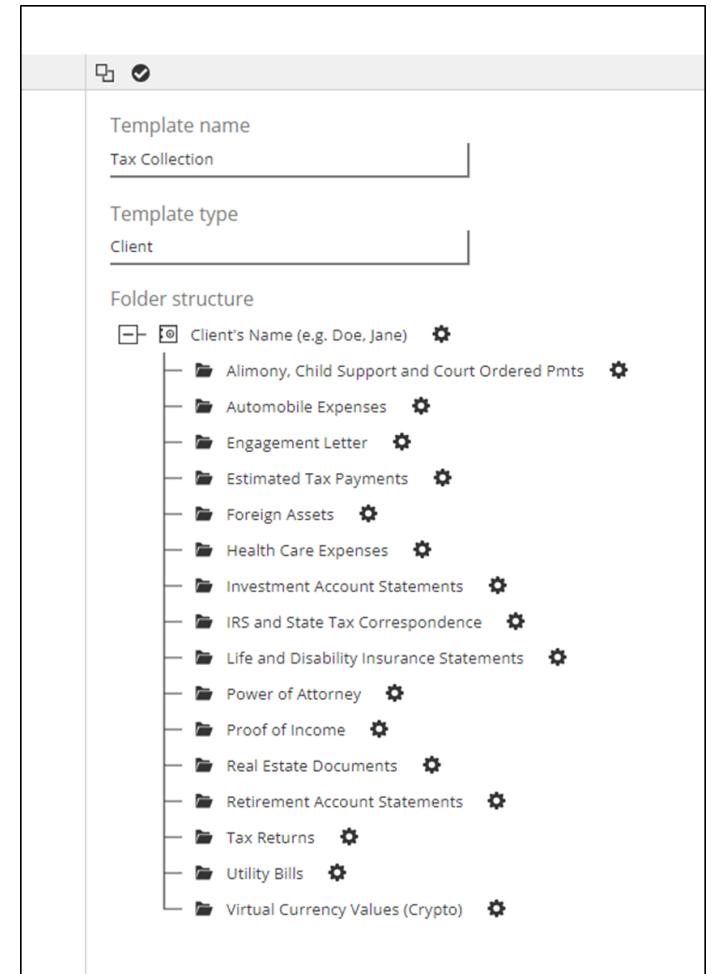 Template name
Tax Collection
Template type
Client
Folder structure
Client's Name (e.g. Doe, Jane)
Alimony, Child Support and Court Ordered Pmts
Automobile Expenses
Engagement Letter
Estimated Tax Payments
Foreign Assets
Health Care Expenses
Investment Account Statements
IRS and State Tax Correspondence
Life and Disability Insurance Statements
Power of Attorney
Proof of Income
Real Estate Documents
Retirement Account Statements
Tax Returns
Utility Bills
Virtual Currency Values (Crypto)